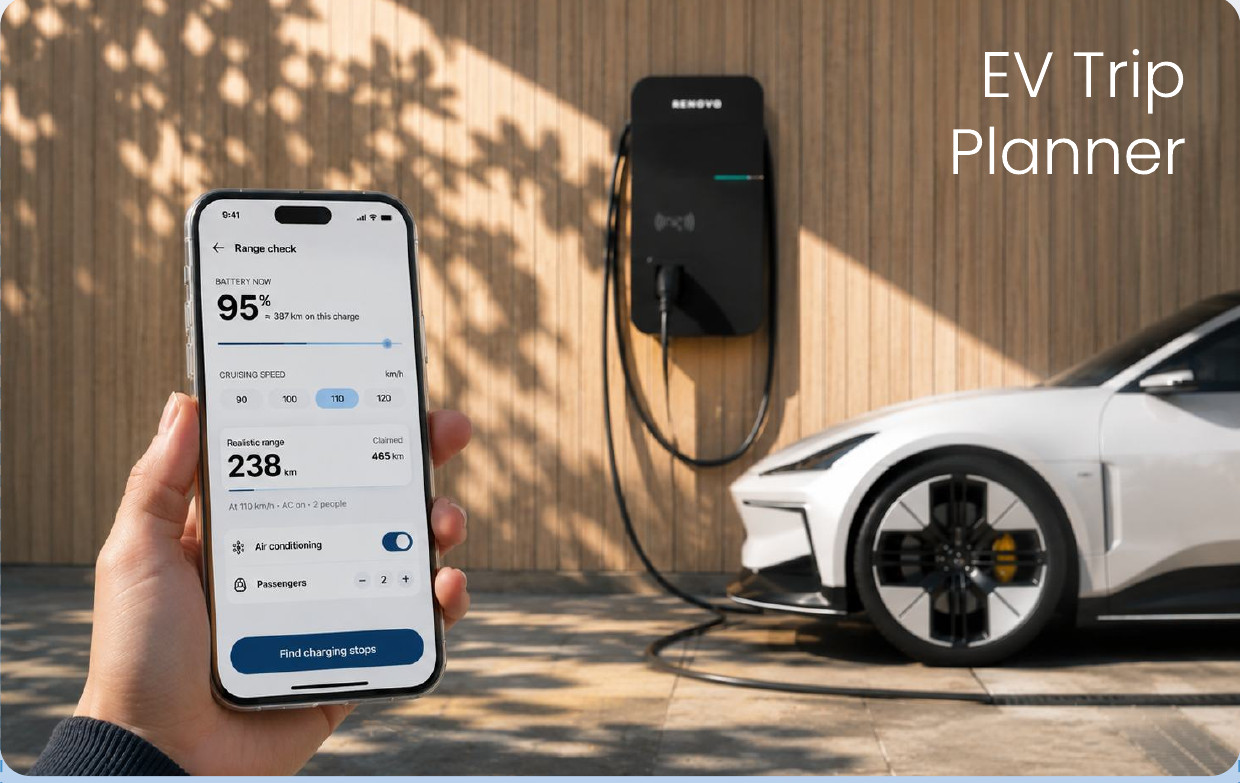 EV Trip
Planner
RENOVO
9:41
Range check
BATTERY NOW
95%
≈ 387 km on this charge
CRUISING SPEED km/h
90 100 110 120
Realistic range Claimed
238 km 465 km
At 110 km/h • AC on • 2 people
Air conditioning
Passengers − 2 +
Find charging stops